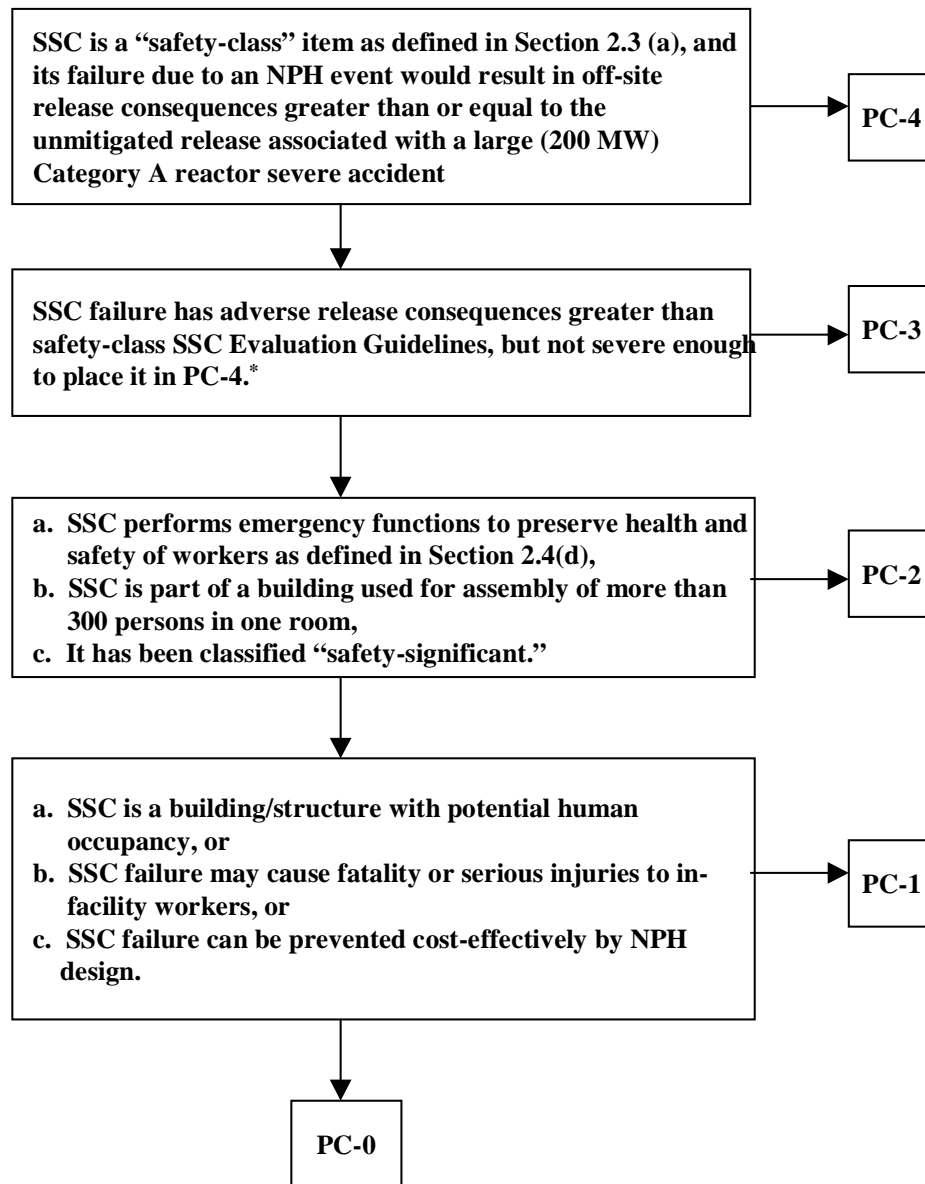 SSC is a “safety-class” item as defined in Section 2.3 (a), and
its failure due to an NPH event would result in off-site
release consequences greater than or equal to the
unmitigated release associated with a large (200 MW)
Category A reactor severe accident
PC-4
SSC failure has adverse release consequences greater than
safety-class SSC Evaluation Guidelines, but not severe enough
to place it in PC-4.*
PC-3
a. SSC performs emergency functions to preserve health and
safety of workers as defined in Section 2.4(d),
b. SSC is part of a building used for assembly of more than
300 persons in one room,
c. It has been classified “safety-significant.”
PC-2
a. SSC is a building/structure with potential human
occupancy, or
b. SSC failure may cause fatality or serious injuries to in-
facility workers, or
c. SSC failure can be prevented cost-effectively by NPH
design.
PC-1
PC-0